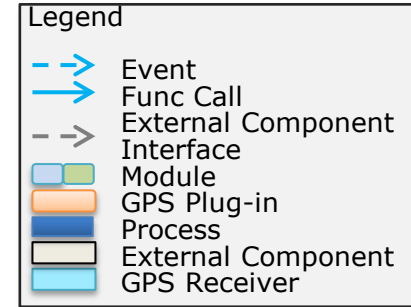 Legend
Event
Func Call
External Component
Interface
Module
GPS Plug-in
Process
External Component
GPS Receiver